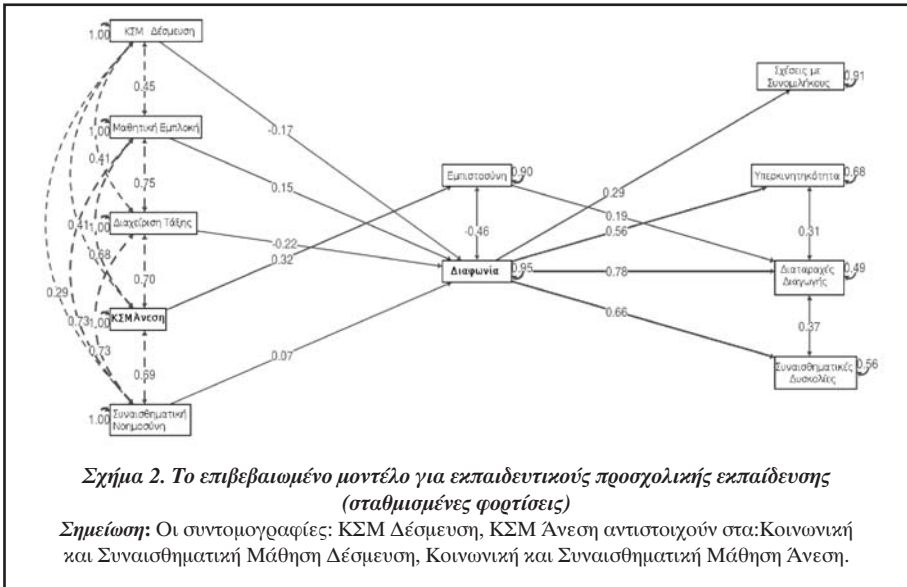 1.00
ΚΣΜ Δέσμευση
0.45
1.00
Μαθητική Εμπλοκή
0.41
0.75
1.00
Διαχείριση Τάξης
0.41
0.68
0.70
0.29
0.73
1.00
ΚΣΜΆνεση
0.73
0.69
1.00
Συναισθηματική
Νοημοσύνη
-0.17
0.15
-0.22
0.32
0.07
Εμπιστοσύνη
0.90
-0.46
Διαφωνία
0.95
0.29
0.19
0.56
0.78
0.66
Σχέσεις με
Συνομιλήκους
0.91
Υπερκινητικότητα
0.68
0.31
Διαταραχές
Διαγωγής
0.49
0.37
Συναισθηματικές
Δυσκολίες
0.56
Σχήμα 2. Το επιβεβαιωμένο μοντέλο για εκπαιδευτικούς προσχολικής εκπαίδευσης
(σταθμισμένες φορτίσεις)
Σημείωση: Οι συντομογραφίες: ΚΣΜ Δέσμευση, ΚΣΜ Άνεση αντιστοιχούν στα:Κοινωνική
και Συναισθηματική Μάθηση Δέσμευση, Κοινωνική και Συναισθηματική Μάθηση Άνεση.